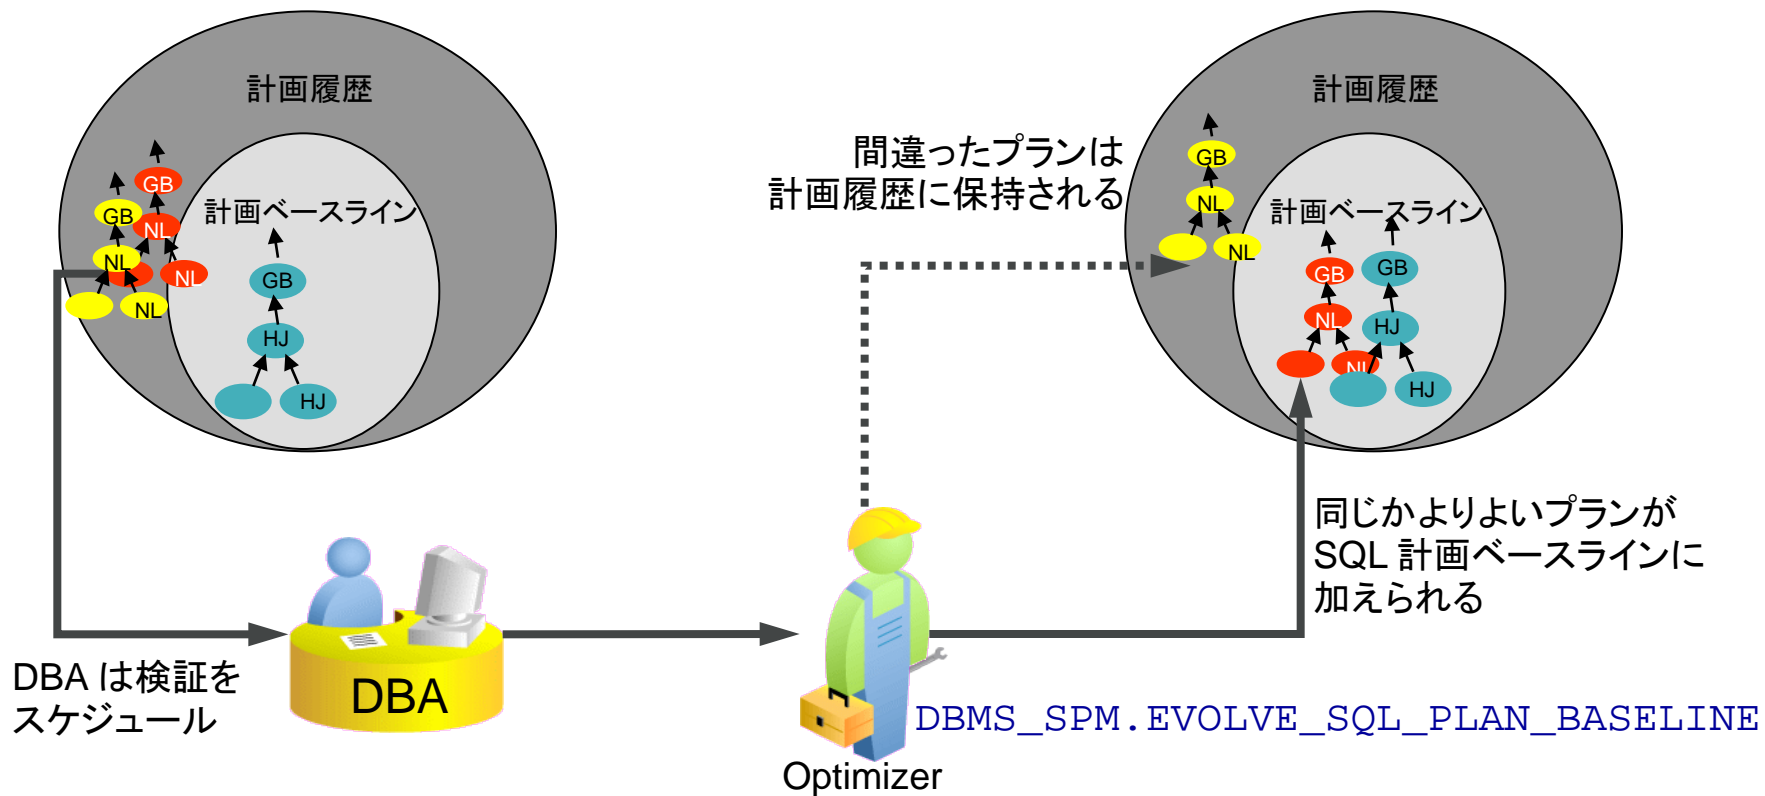 計画履歴
GB
GB
NL
NL
NL
NL
計画ベースライン
GB
HJ
HJ
DBA は検証を
スケジュール
DBA
Optimizer
DBMS_SPM.EVOLVE_SQL_PLAN_BASELINE
間違ったプランは
計画履歴に保持される
計画履歴
GB
NL
NL
計画ベースライン
GB
NL
NL
GB
HJ
HJ
同じかよりよいプランが
SQL 計画ベースラインに
加えられる